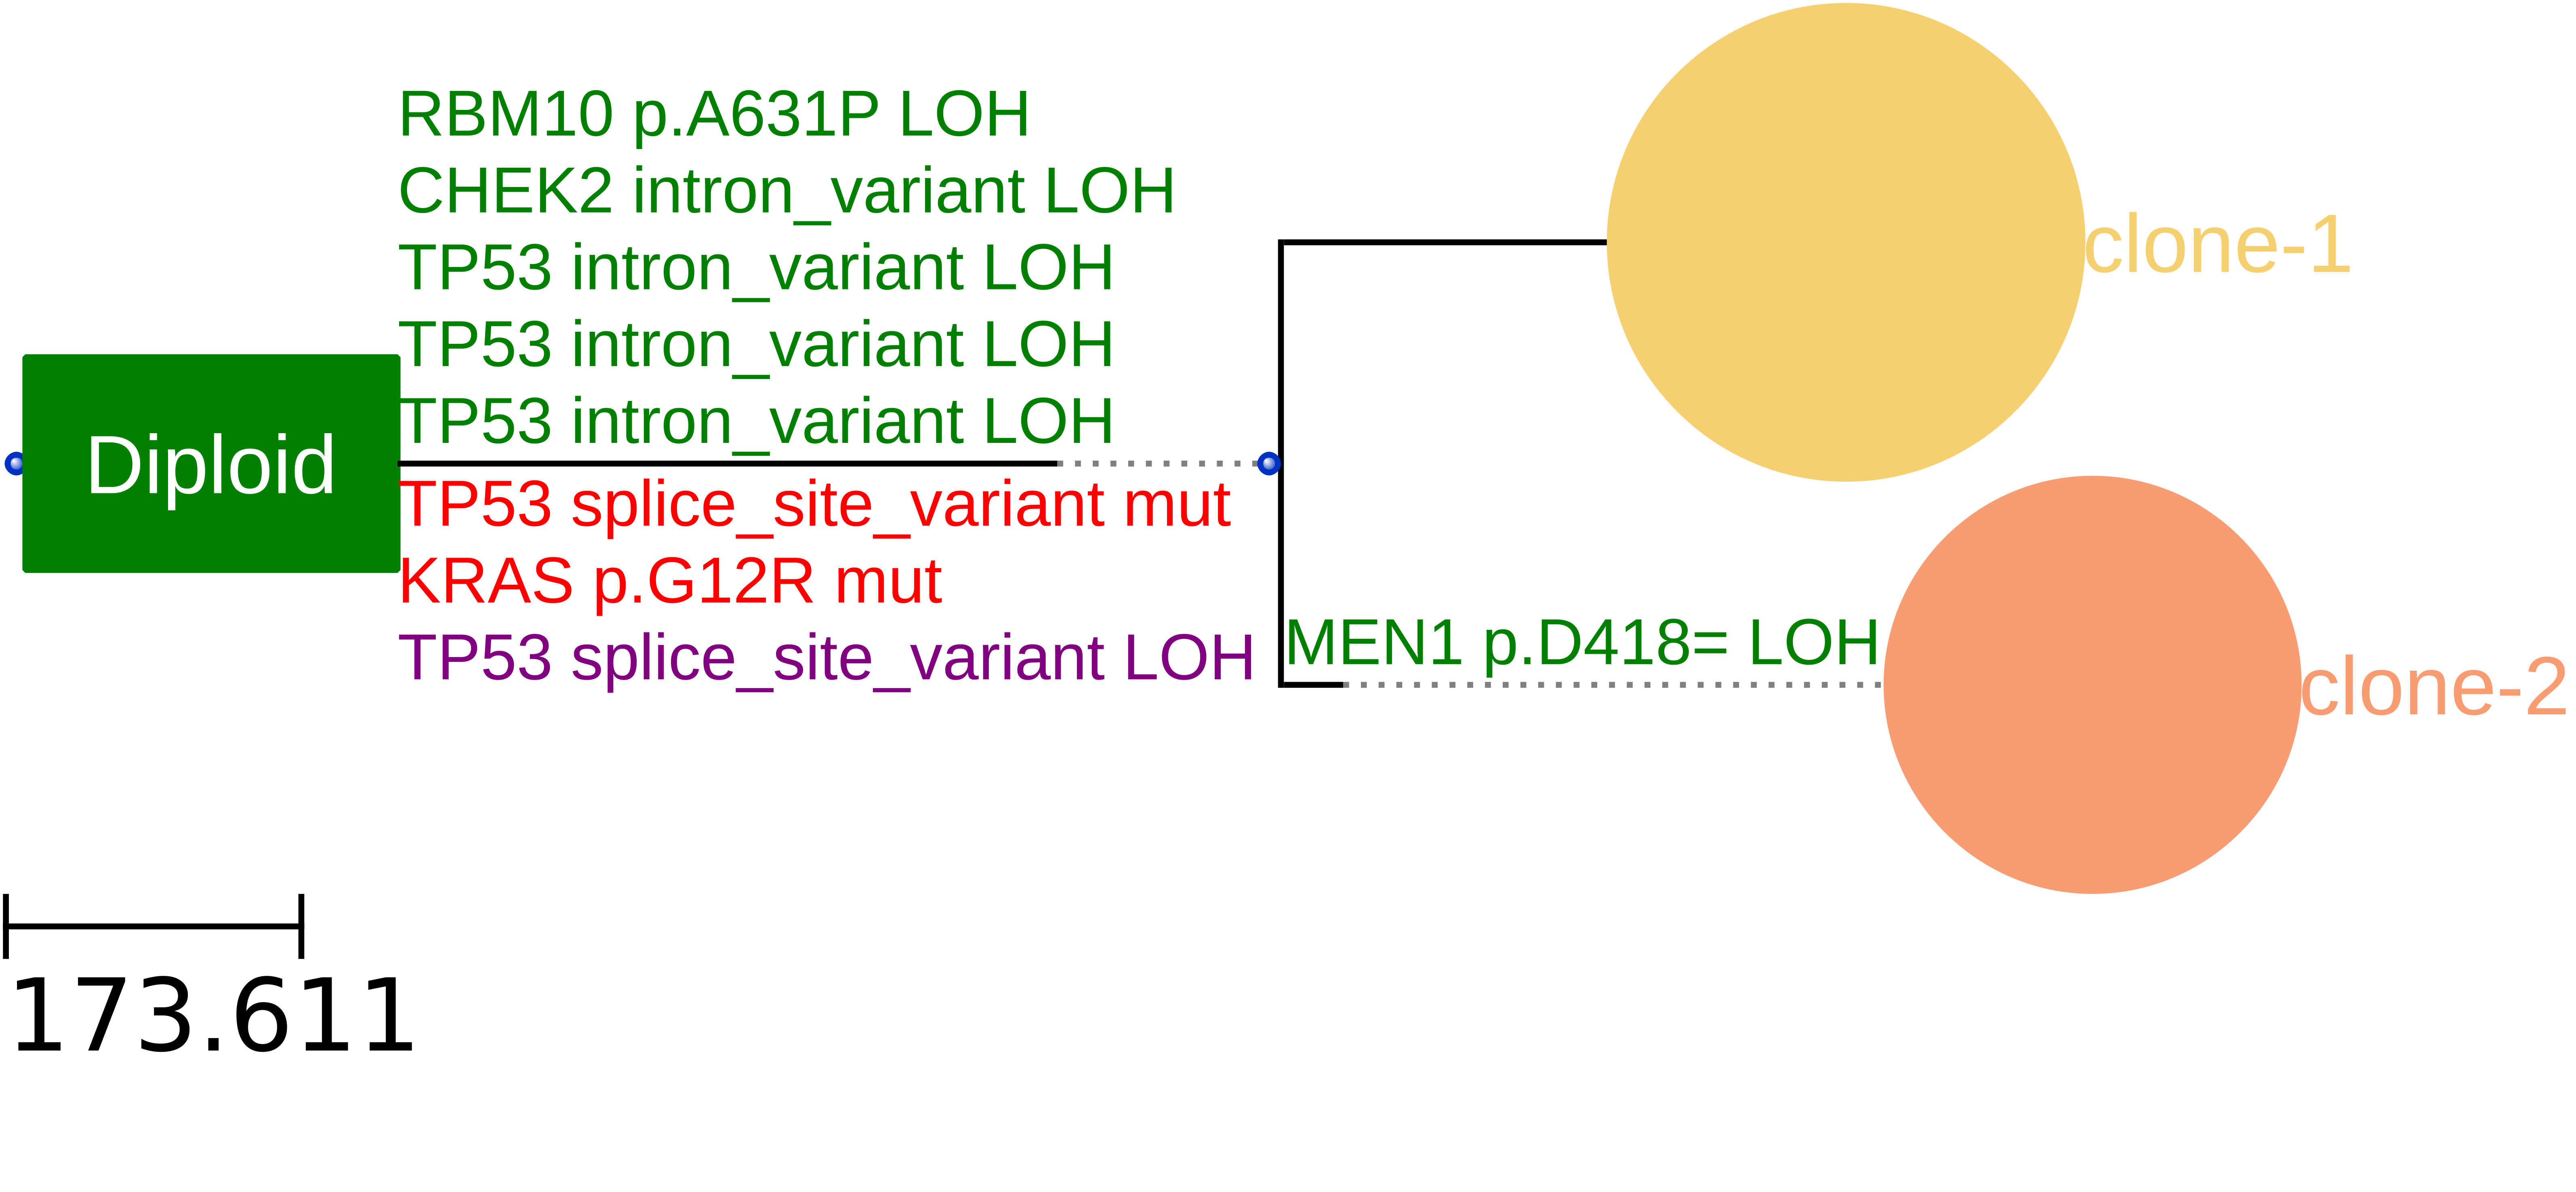 RBM10 p.A631P LOH
CHEK2 intron_variant LOH
TP53 intron_variant LOH
TP53 intron_variant LOH
TP53 intron_variant LOH
Diploid
TP53 splice_site_variant mut
KRAS p.G12R mut
TP53 splice_site_variant LOH
clone-1
MEN1 p.D418= LOH
clone-2
173.611